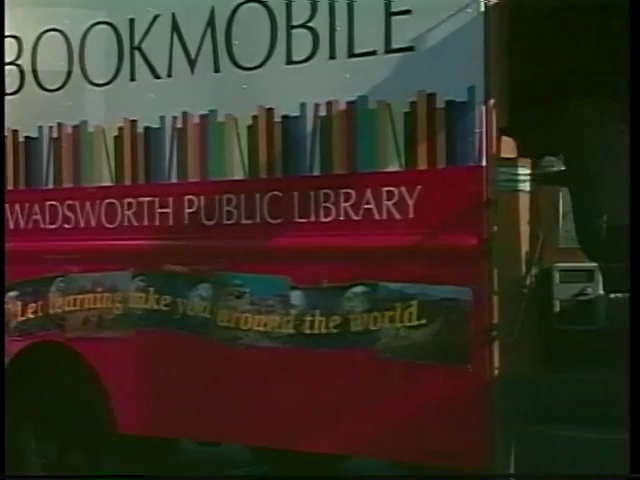 BOOKMOBILE
WADSWORTH PUBLIC LIBRARY
Let learning take you around the world.